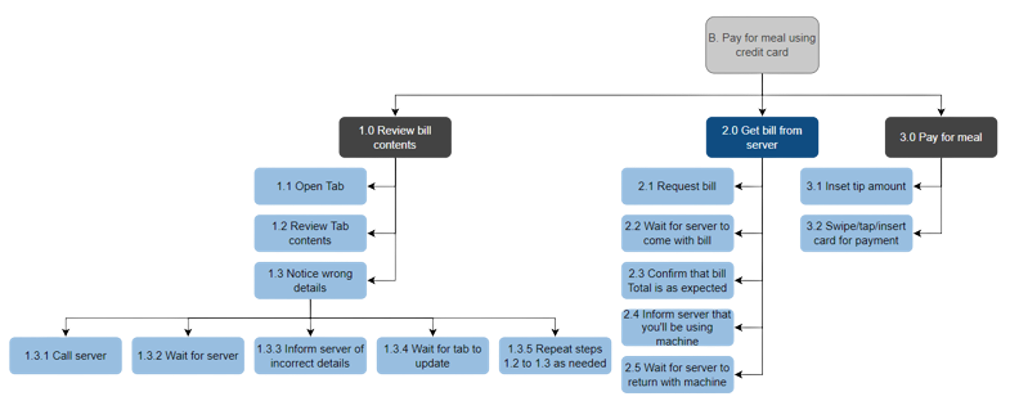 B. Pay for meal using
credit card
1.0 Review bill
contents
1.1 Open Tab
1.2 Review Tab
contents
1.3 Notice wrong
details
1.3.1 Call server
1.3.2 Wait for server
1.3.3 Inform server of
incorrect details
1.3.4 Wait for tab to
update
1.3.5 Repeat steps
1.2 to 1.3 as needed
2.0 Get bill from
server
2.1 Request bill
2.2 Wait for server to
come with bill
2.3 Confirm that bill
Total is as expected
2.4 Inform server that
you'll be using
machine
2.5 Wait for server to
return with machine
3.0 Pay for meal
3.1 Inset tip amount
3.2 Swipe/tap/insert
card for payment